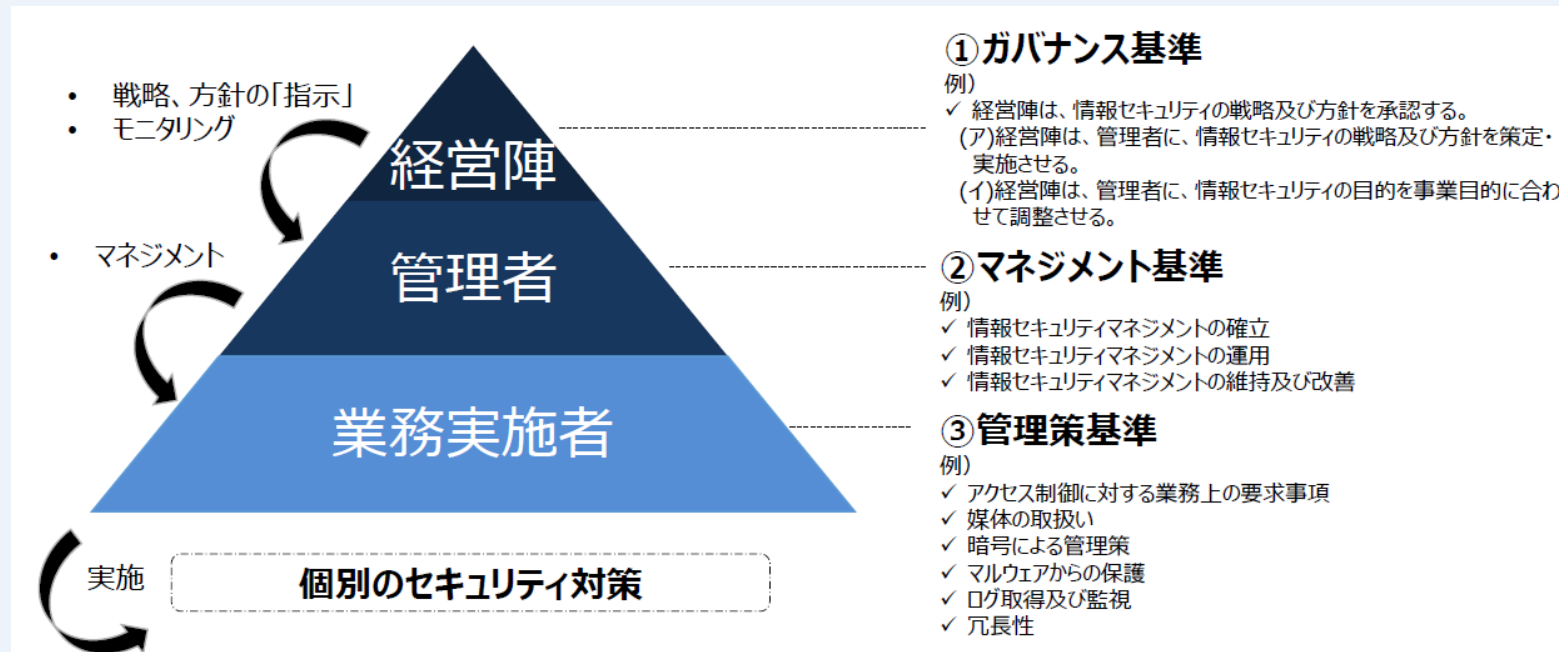 • 戦略、方針の「指示」
• モニタリング
• マネジメント
経営陣
管理者
業務実施者
実施
個別のセキュリティ対策
①ガバナンス基準
例)
✓ 経営陣は、情報セキュリティの戦略及び方針を承認する。
(ア)経営陣は、管理者に、情報セキュリティの戦略及び方針を策定・
実施させる。
(イ)経営陣は、管理者に、情報セキュリティの目的を事業目的に合わ
せて調整させる。
②マネジメント基準
例)
✓ 情報セキュリティマネジメントの確立
✓ 情報セキュリティマネジメントの運用
✓ 情報セキュリティマネジメントの維持及び改善
③管理策基準
例)
✓ アクセス制御に対する業務上の要求事項
✓ 媒体の取扱い
✓ 暗号による管理策
✓ マルウェアからの保護
✓ ログ取得及び監視
✓ 冗長性